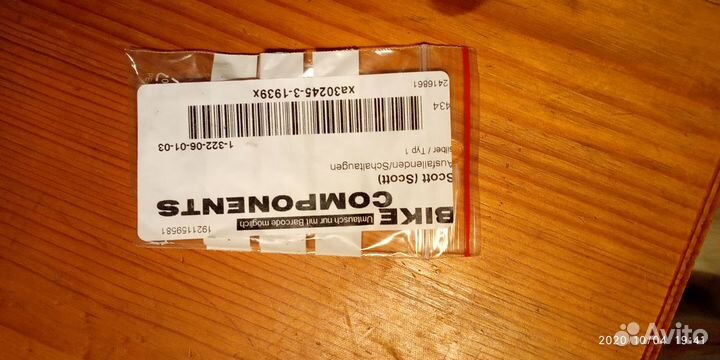 1921159581
Umtausch nur mit Barcode möglich
BIKE
COMPONENTS
Scott (Scott)
Ausfallenden/Schaltaugen
silber / Typ 1
1-322-06-01-03
434
xa30245-3-1939x
2416861
Avito
2020/10/04 19:41